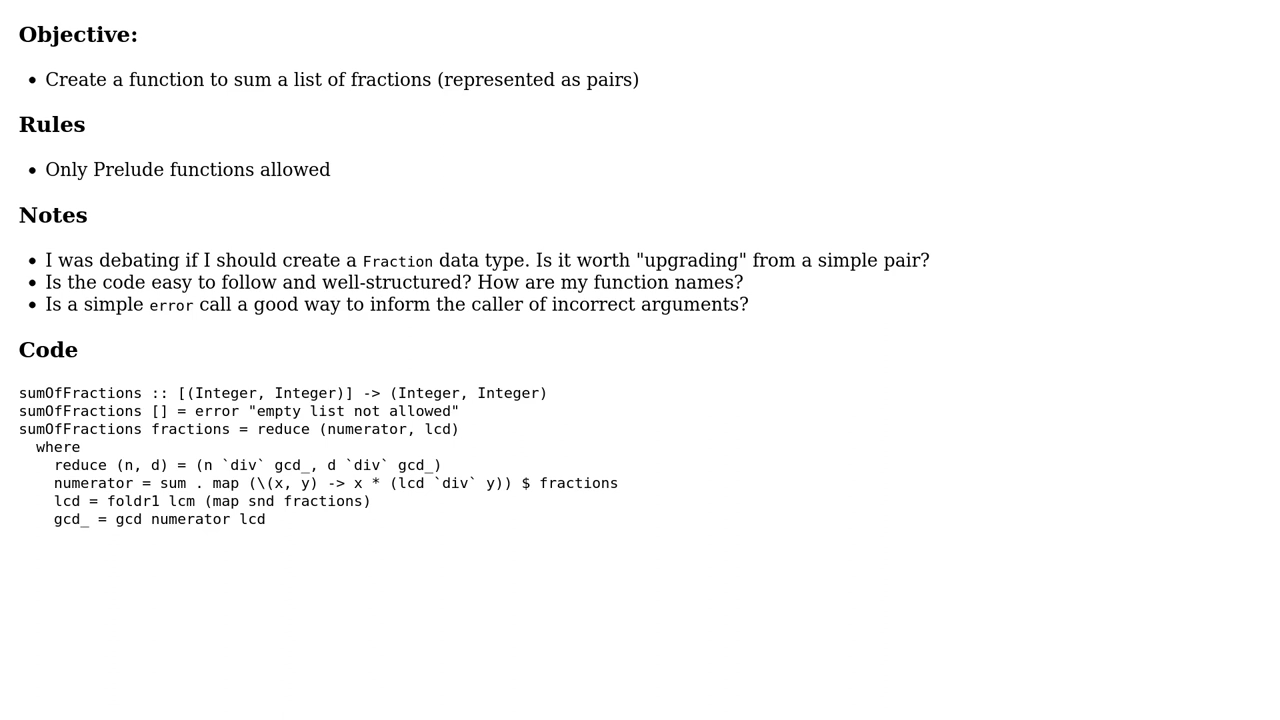 Objective:
• Create a function to sum a list of fractions (represented as pairs)
Rules
• Only Prelude functions allowed
Notes
• I was debating if I should create a Fraction data type. Is it worth "upgrading" from a simple pair?
• Is the code easy to follow and well-structured? How are my function names?
• Is a simple error call a good way to inform the caller of incorrect arguments?
Code
sumOfFractions :: [(Integer, Integer)] -> (Integer, Integer)
sumOfFractions [] = error "empty list not allowed"
sumOfFractions fractions = reduce (numerator, lcd)
  where
    reduce (n, d) = (n `div` gcd_, d `div` gcd_)
    numerator = sum . map (\(x, y) -> x * (lcd `div` y)) $ fractions
    lcd = foldr1 lcm (map snd fractions)
    gcd_ = gcd numerator lcd